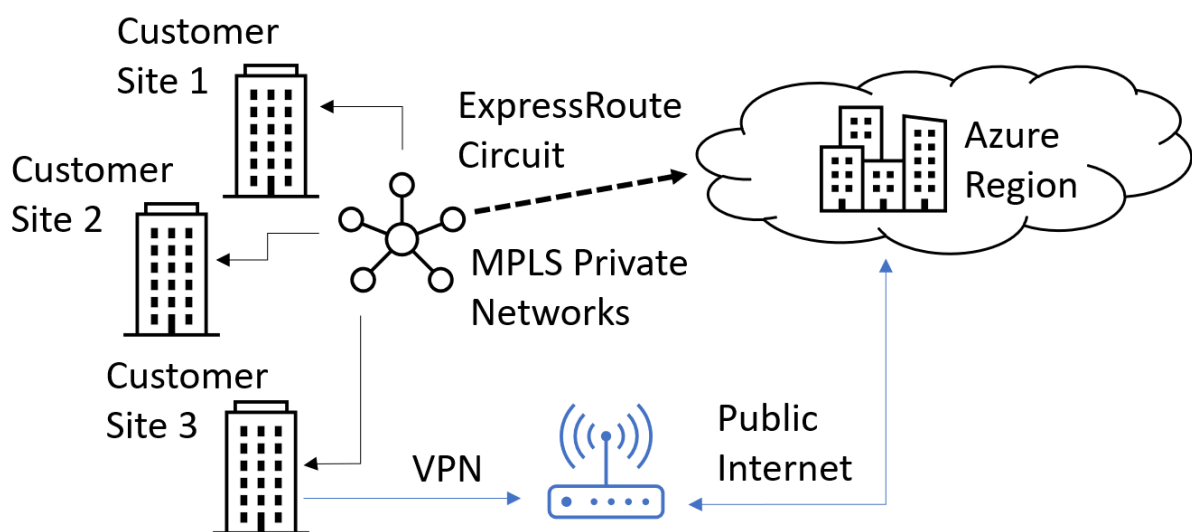 Customer
Site 1
Customer
Site 2
Customer
Site 3
ExpressRoute
Circuit
MPLS Private
Networks
Azure
Region
VPN
Public
Internet